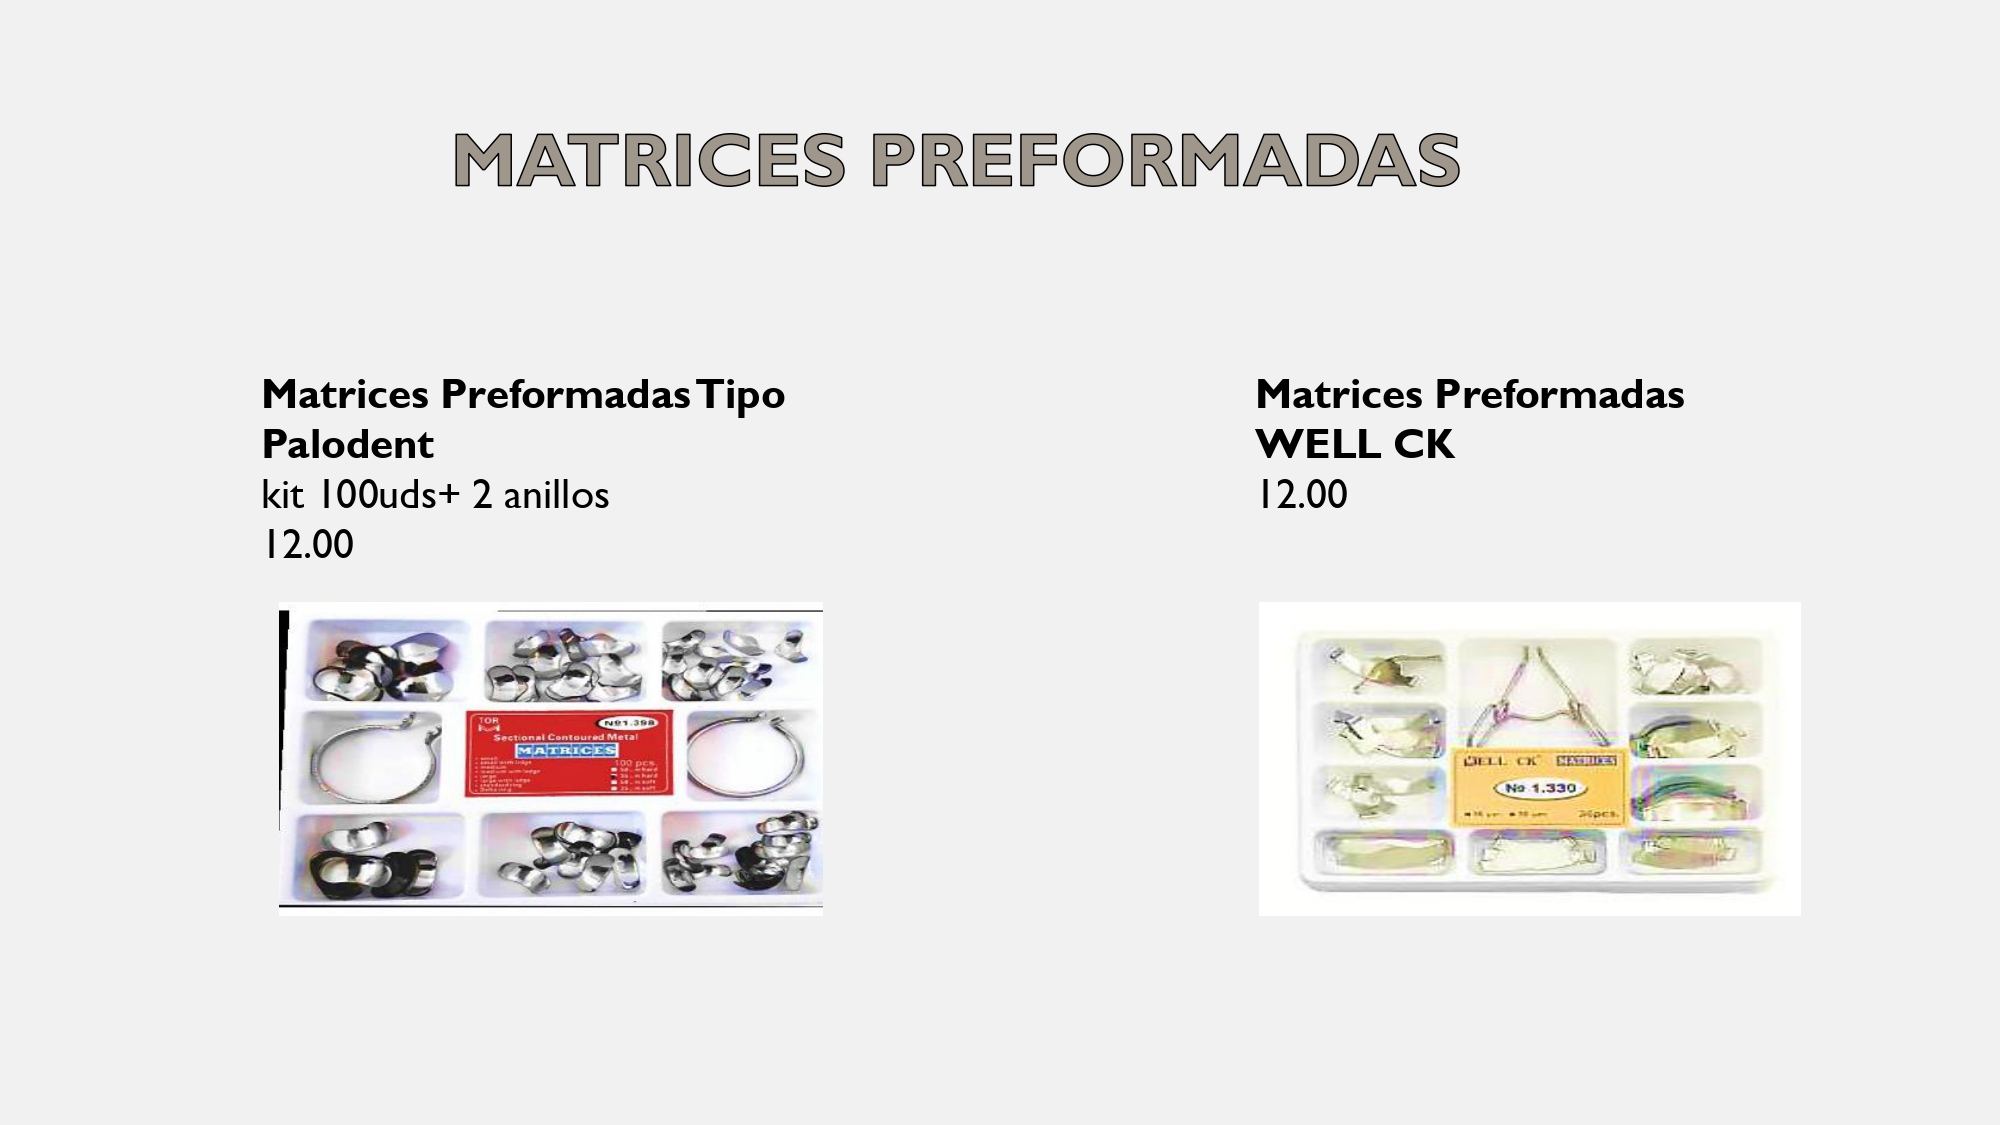 MATRICES PREFORMADAS
Matrices Preformadas Tipo
Palodent
kit 100uds+ 2 anillos
12.00
TOR
№1.398
Sectional Contoured Metal
MATRICES
100 pcs.
Matrices Preformadas
WELL CK
12.00
WELL CK
MATRICES
№ 1.330